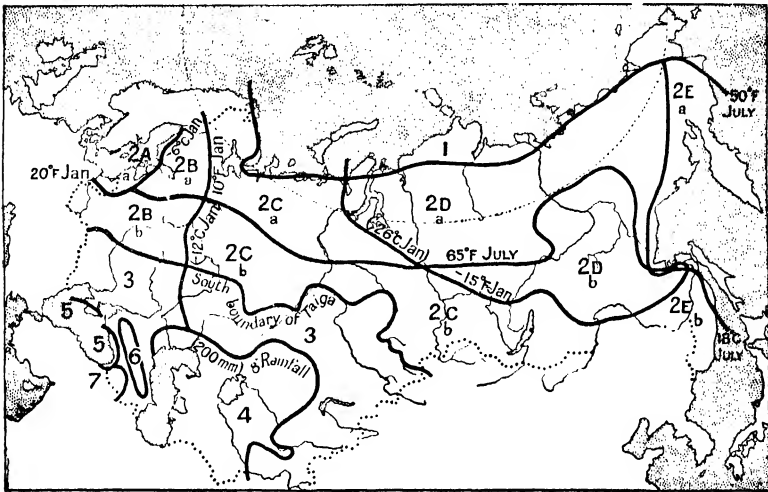 2E
a
50°F
JULY
1
20°F Jan
2A
a
-6°C Jan
2B
a
10°F Jan
2C
a
2D
a
2B
b
-12°C Jan
(-26°C Jan)
65°F JULY
2C
b
-15°F Jan
2D
b
3
South
boundary of Taiga
2C
b
2E
b
18°C
JULY
5
5
6
7
3
(200mm) 8" Rainfall
4